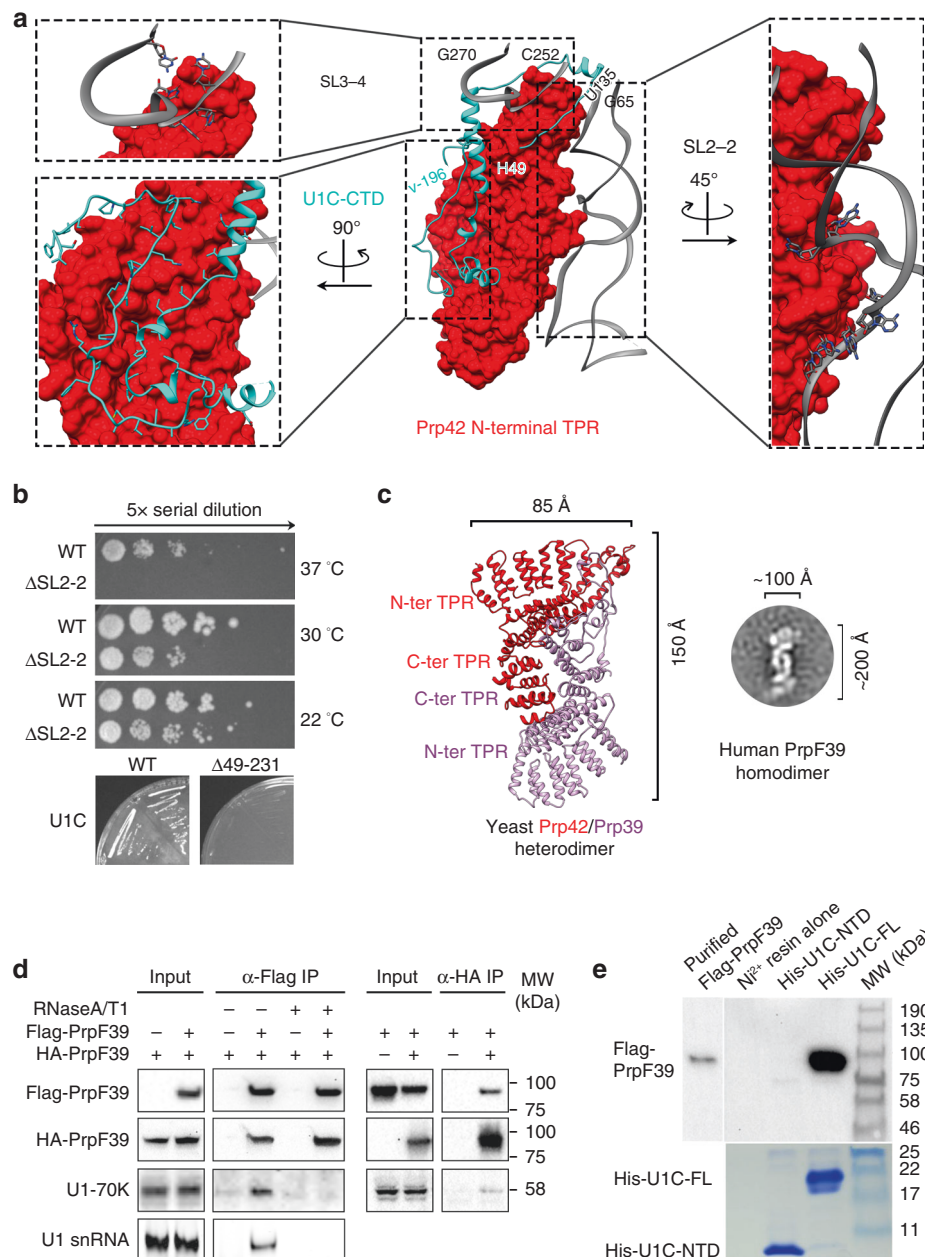 a
SL3–4
G270
C252
U135
G65
H49
v-196
U1C-CTD
90°
SL2–2
45°
Prp42 N-terminal TPR
b
5× serial dilution
WT
ΔSL2-2
37 °C
WT
ΔSL2-2
30 °C
WT
ΔSL2-2
22 °C
WT
Δ49-231
U1C
c
85 Å
N-ter TPR
C-ter TPR
C-ter TPR
N-ter TPR
150 Å
Yeast Prp42/Prp39
heterodimer
~100 Å
~200 Å
Human PrpF39
homodimer
d
Input
α-Flag IP
Input
α-HA IP
MW
(kDa)
RNaseA/T1
– – + +
Flag-PrpF39
– + – + – + + + + +
HA-PrpF39
+ + + + + + – + – +
Flag-PrpF39
100
75
HA-PrpF39
100
75
U1-70K
58
U1 snRNA
e
Purified
Flag-PrpF39
Ni²⁺ resin alone
His-U1C-NTD
His-U1C-FL
MW (kDa)
Flag-
PrpF39
190
135
100
75
58
46
His-U1C-FL
25
22
17
11
His-U1C-NTD